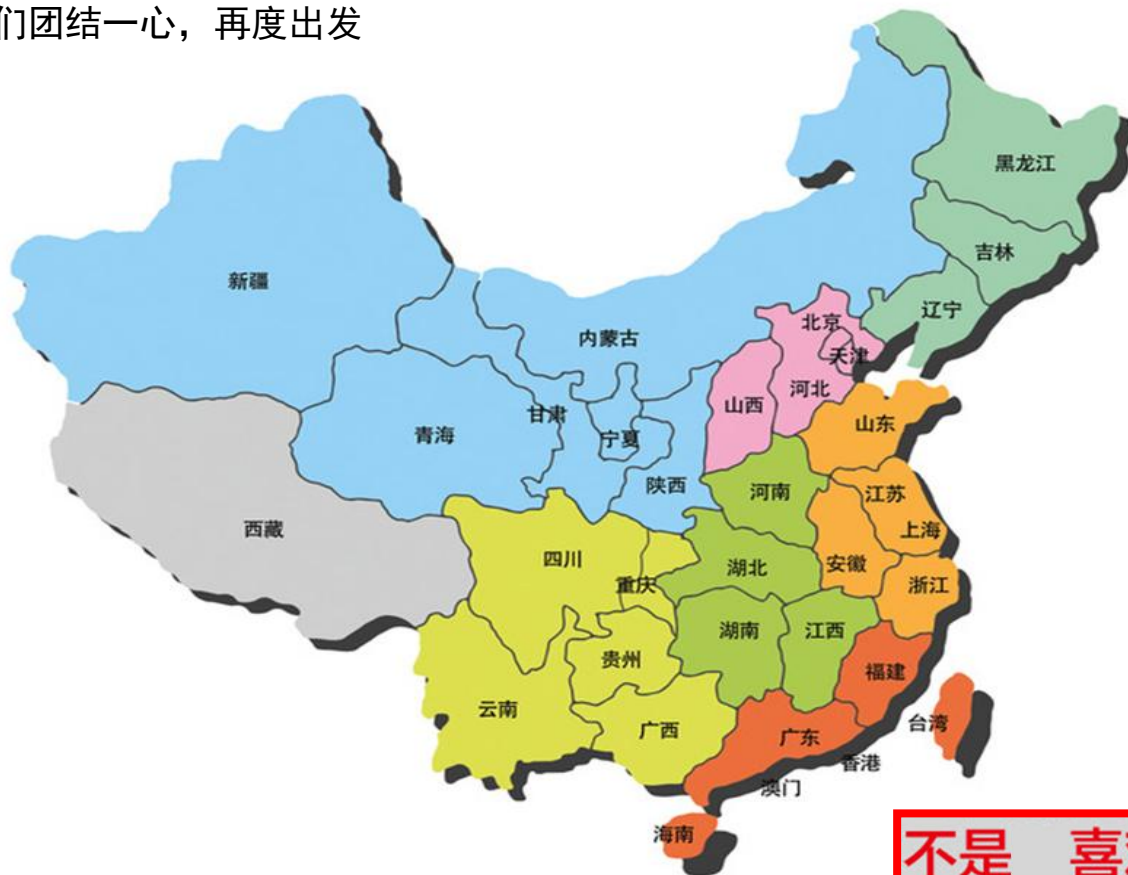 们团结一心，再度出发
黑龙江
吉林
新疆
辽宁
北京
内蒙古
天津
河北
山西
甘肃
山东
青海
宁夏
陕西
河南
江苏
西藏
上海
四川
湖北
安徽
重庆
浙江
湖南
江西
贵州
福建
云南
台湾
广西
广东
香港
澳门
海南
不是 喜